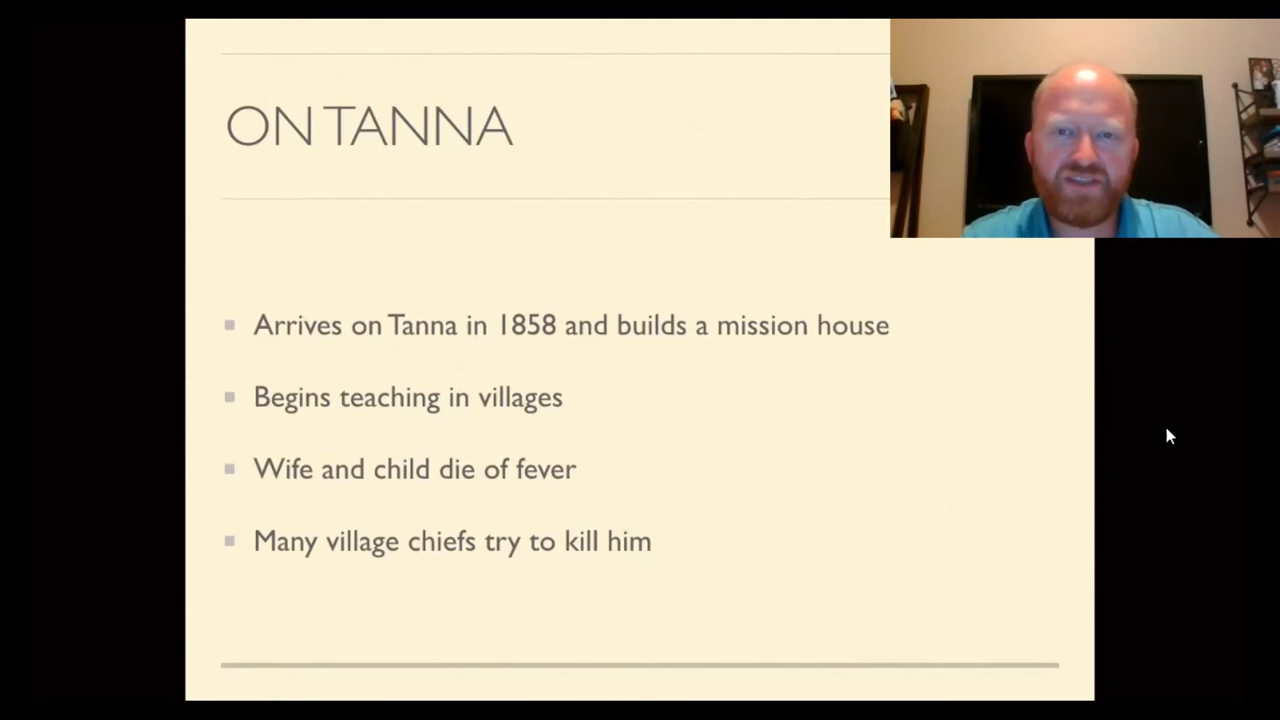 ON TANNA
Arrives on Tanna in 1858 and builds a mission house
Begins teaching in villages
Wife and child die of fever
Many village chiefs try to kill him